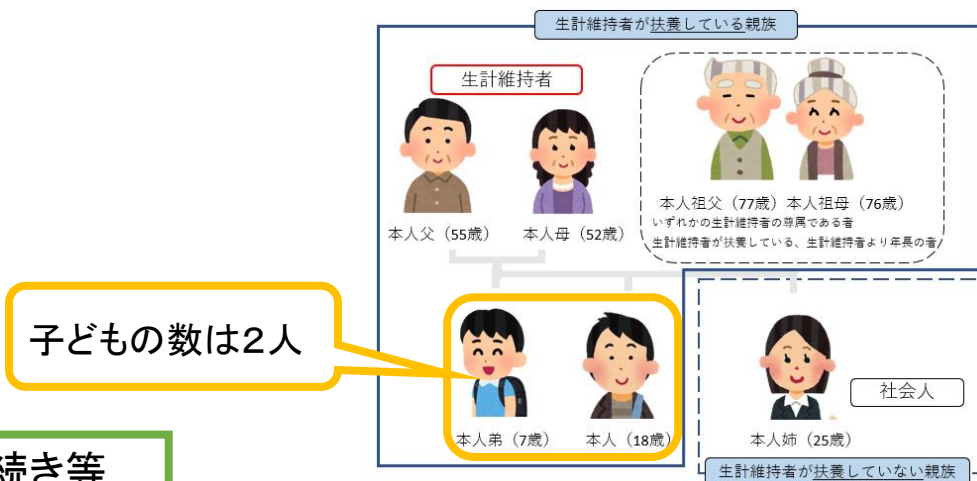 生計維持者が扶養している親族
生計維持者
本人祖父（77歳）本人祖母（76歳）
いずれかの生計維持者の尊属である者
生計維持者が扶養している、生計維持者より年長の者
本人父（55歳）
本人母（52歳）
子どもの数は2人
本人弟（7歳）
本人（18歳）
社会人
本人姉（25歳）
生計維持者が扶養していない親族
続き等